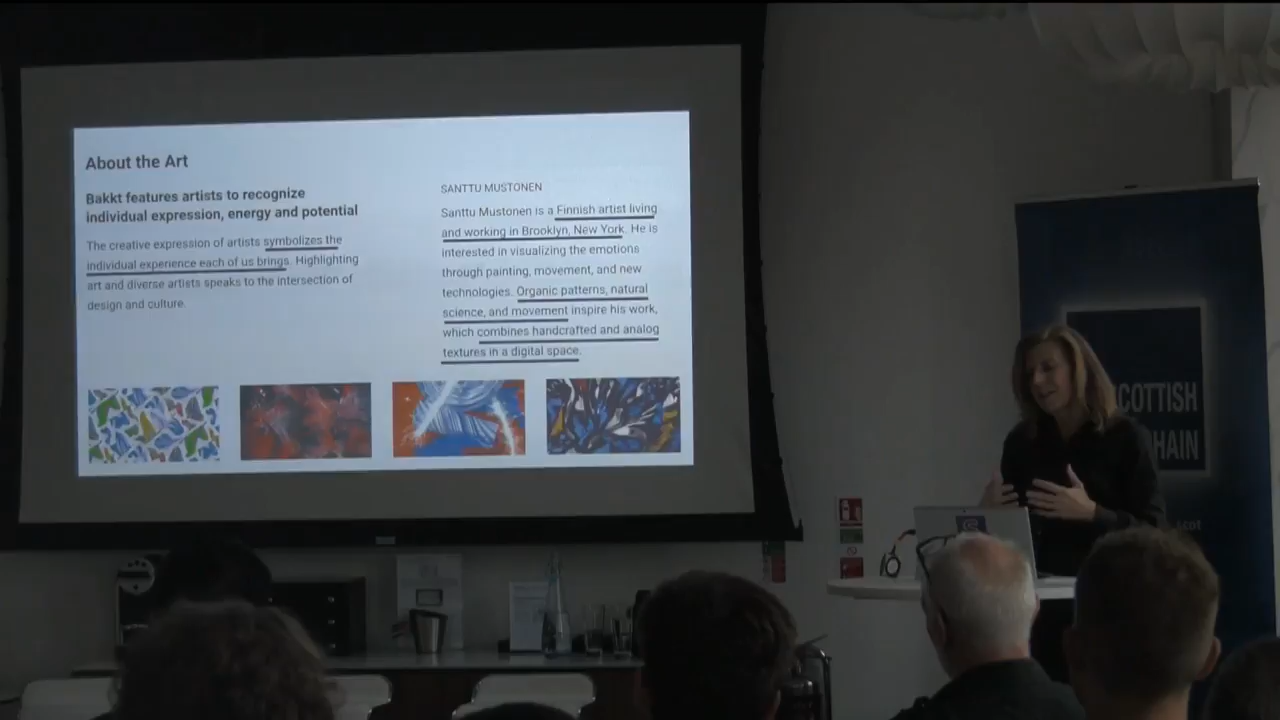 About the Art
Bakkt features artists to recognize
individual expression, energy and potential
The creative expression of artists symbolizes the
individual experience each of us brings. Highlighting
art and diverse artists speaks to the intersection of
design and culture.
SANTTU MUSTONEN
Santtu Mustonen is a Finnish artist living
and working in Brooklyn, New York. He is
interested in visualizing the emotions
through painting, movement, and new
technologies. Organic patterns, natural
science, and movement inspire his work,
which combines handcrafted and analog
textures in a digital space.
SCOTTISH
HAIN
.scot